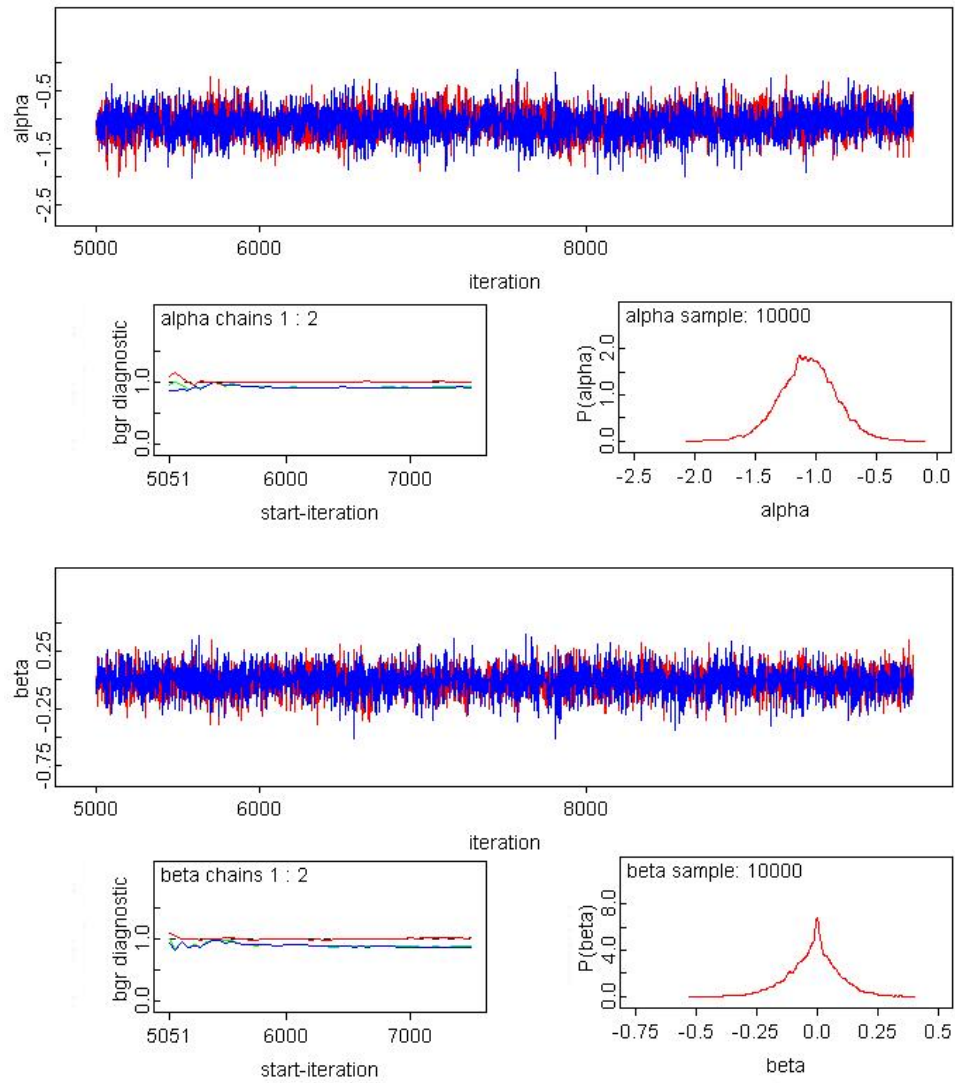 alpha
-0.5
-1.5
-2.5
5000 6000 8000
iteration
alpha chains 1 : 2
bgr diagnostic
1.0
0.0
5051 6000 7000
start-iteration
alpha sample: 10000
P(alpha)
2.0
1.0
0.0
-2.5 -2.0 -1.5 -1.0 -0.5 0.0
alpha
beta
0.25
-0.25
-0.75
5000 6000 8000
iteration
beta chains 1 : 2
bgr diagnostic
1.0
0.0
5051 6000 7000
start-iteration
beta sample: 10000
P(beta)
8.0
4.0
0.0
-0.75 -0.25 0.0 0.25 0.5
beta